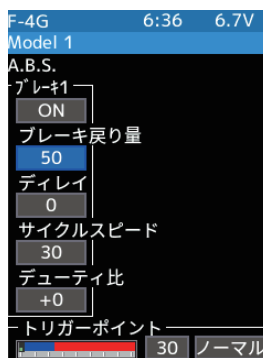 F-4G 6:36 6.7V
Model 1
A.B.S.
ﾌﾞﾚｰｷ1
ON
ブレーキ戻り量
50
ディレイ
0
サイクルスピード
30
デューティ比
+0
トリガーポイント
30 ノーマル